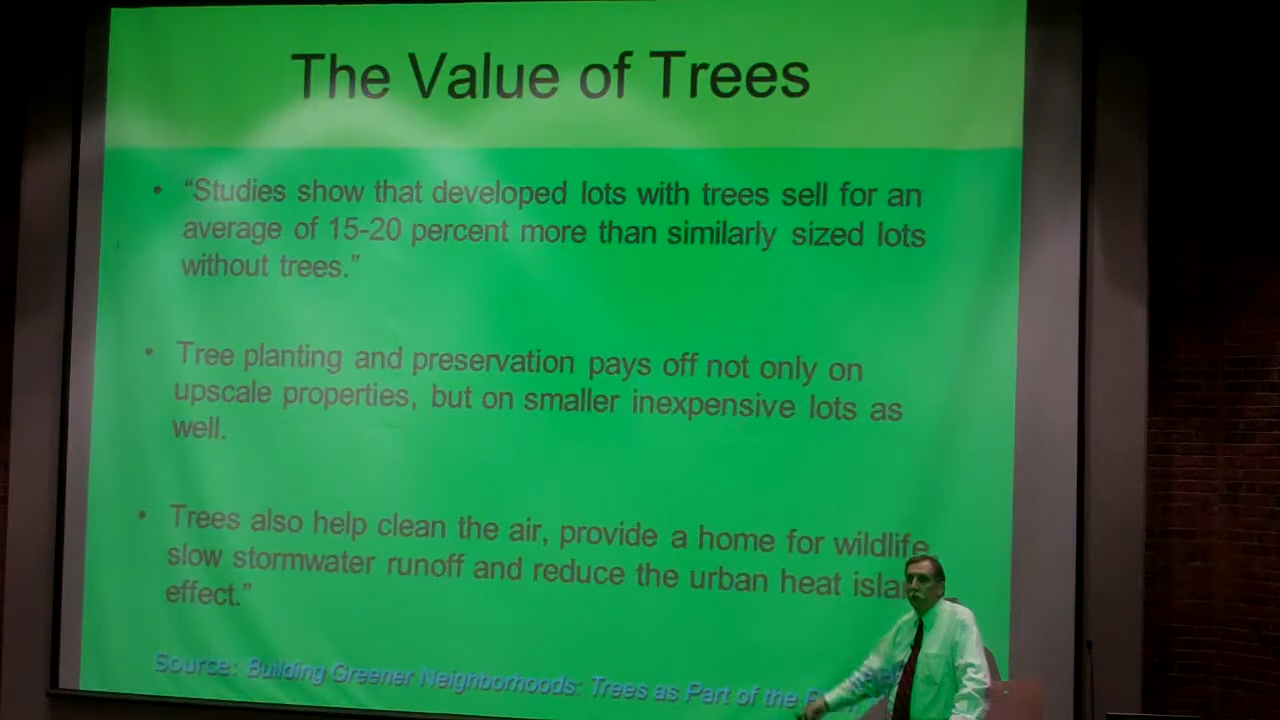 The Value of Trees
• “Studies show that developed lots with trees sell for an
average of 15-20 percent more than similarly sized lots
without trees.”
• Tree planting and preservation pays off not only on
upscale properties, but on smaller inexpensive lots as
well.
• Trees also help clean the air, provide a home for wildlife,
slow stormwater runoff and reduce the urban heat
effect.”
Source: Building Greener Neighborhoods: Trees as Part of the